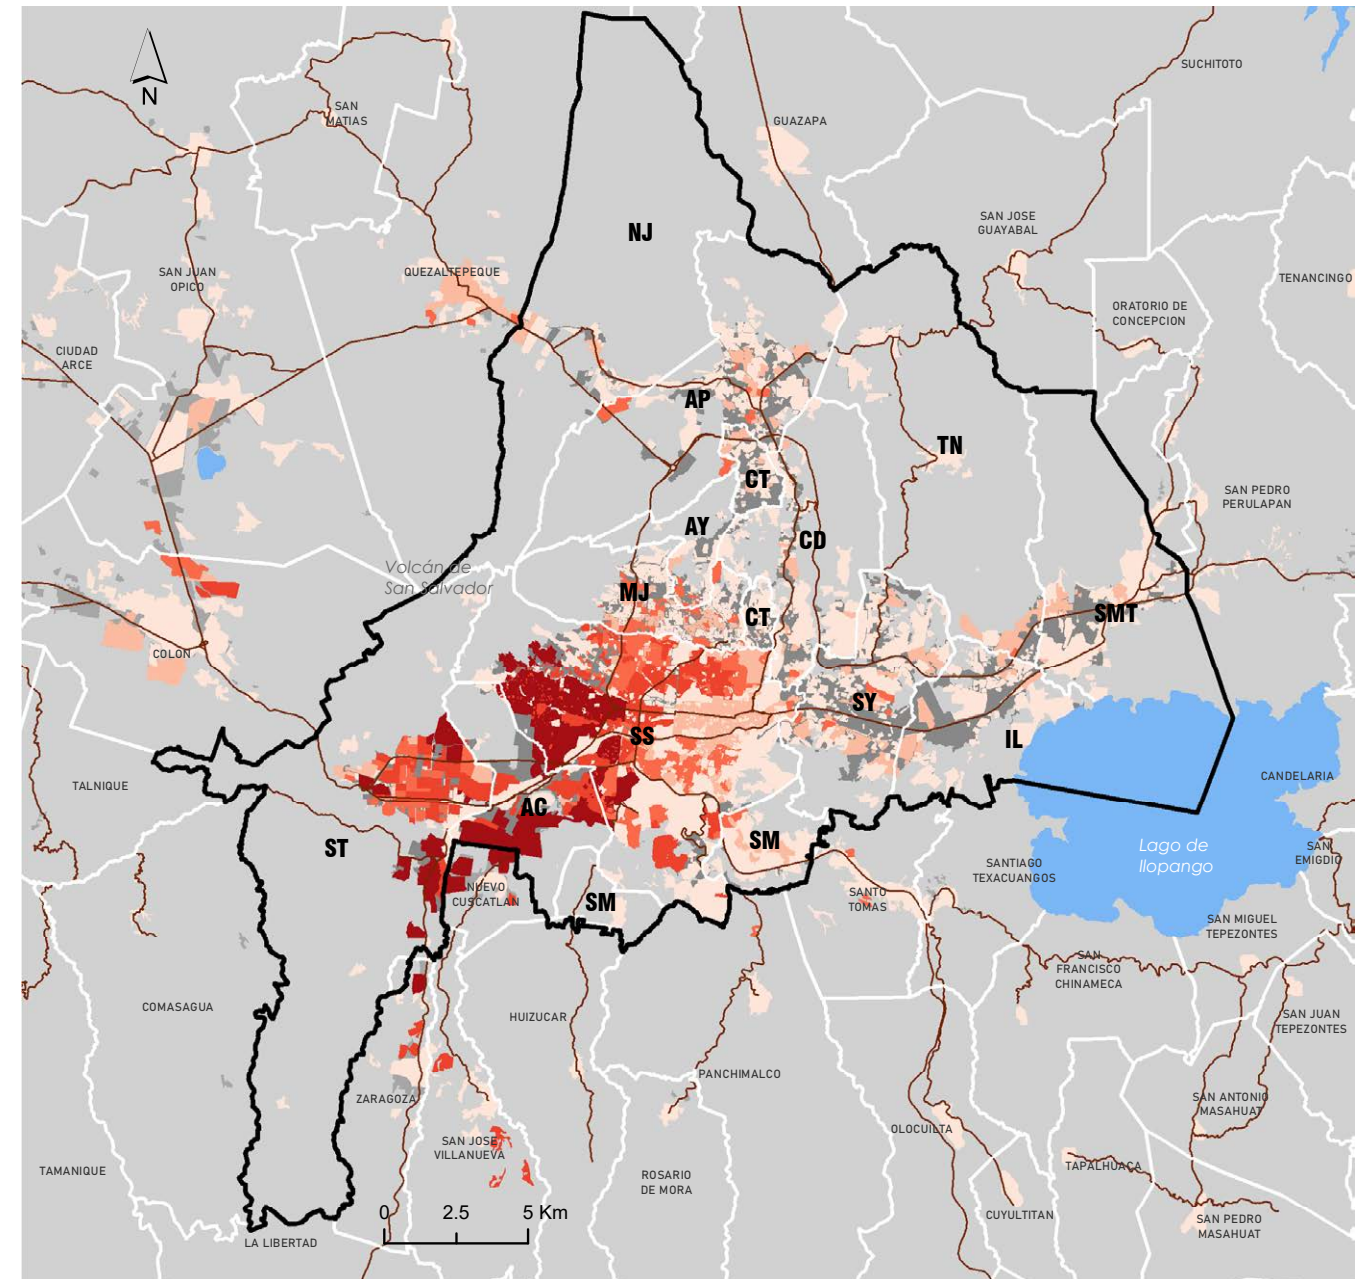 SUCHITOTO
N
SAN
MATIAS
GUAZAPA
SAN JOSE
GUAYABAL
NJ
SAN JUAN
OPICO
QUEZALTEPEQUE
TENANCINGO
ORATORIO DE
CONCEPCION
CIUDAD
ARCE
AP
TN
CT
SAN PEDRO
PERULAPAN
AY
CD
Volcán de
San Salvador
MJ
CT
SMT
COLON
SY
SS
IL
TALNIQUE
CANDELARIA
AC
ST
SM
Lago de
Ilopango
SAN
EMIGDIO
SANTIAGO
TEXACUANGOS
NUEVO
CUSCATLAN
SM
SANTO
TOMAS
SAN MIGUEL
TEPEZONTES
SAN
FRANCISCO
CHINAMECA
COMASAGUA
HUIZUCAR
SAN JUAN
TEPEZONTES
PANCHIMALCO
ZARAGOZA
SAN ANTONIO
MASAHUAT
OLOCUILTA
SAN JOSE
VILLANUEVA
TAMANIQUE
ROSARIO
DE MORA
TAPALHUACA
0 2.5 5 Km
CUYULTITAN
SAN PEDRO
MASAHUAT
LA LIBERTAD